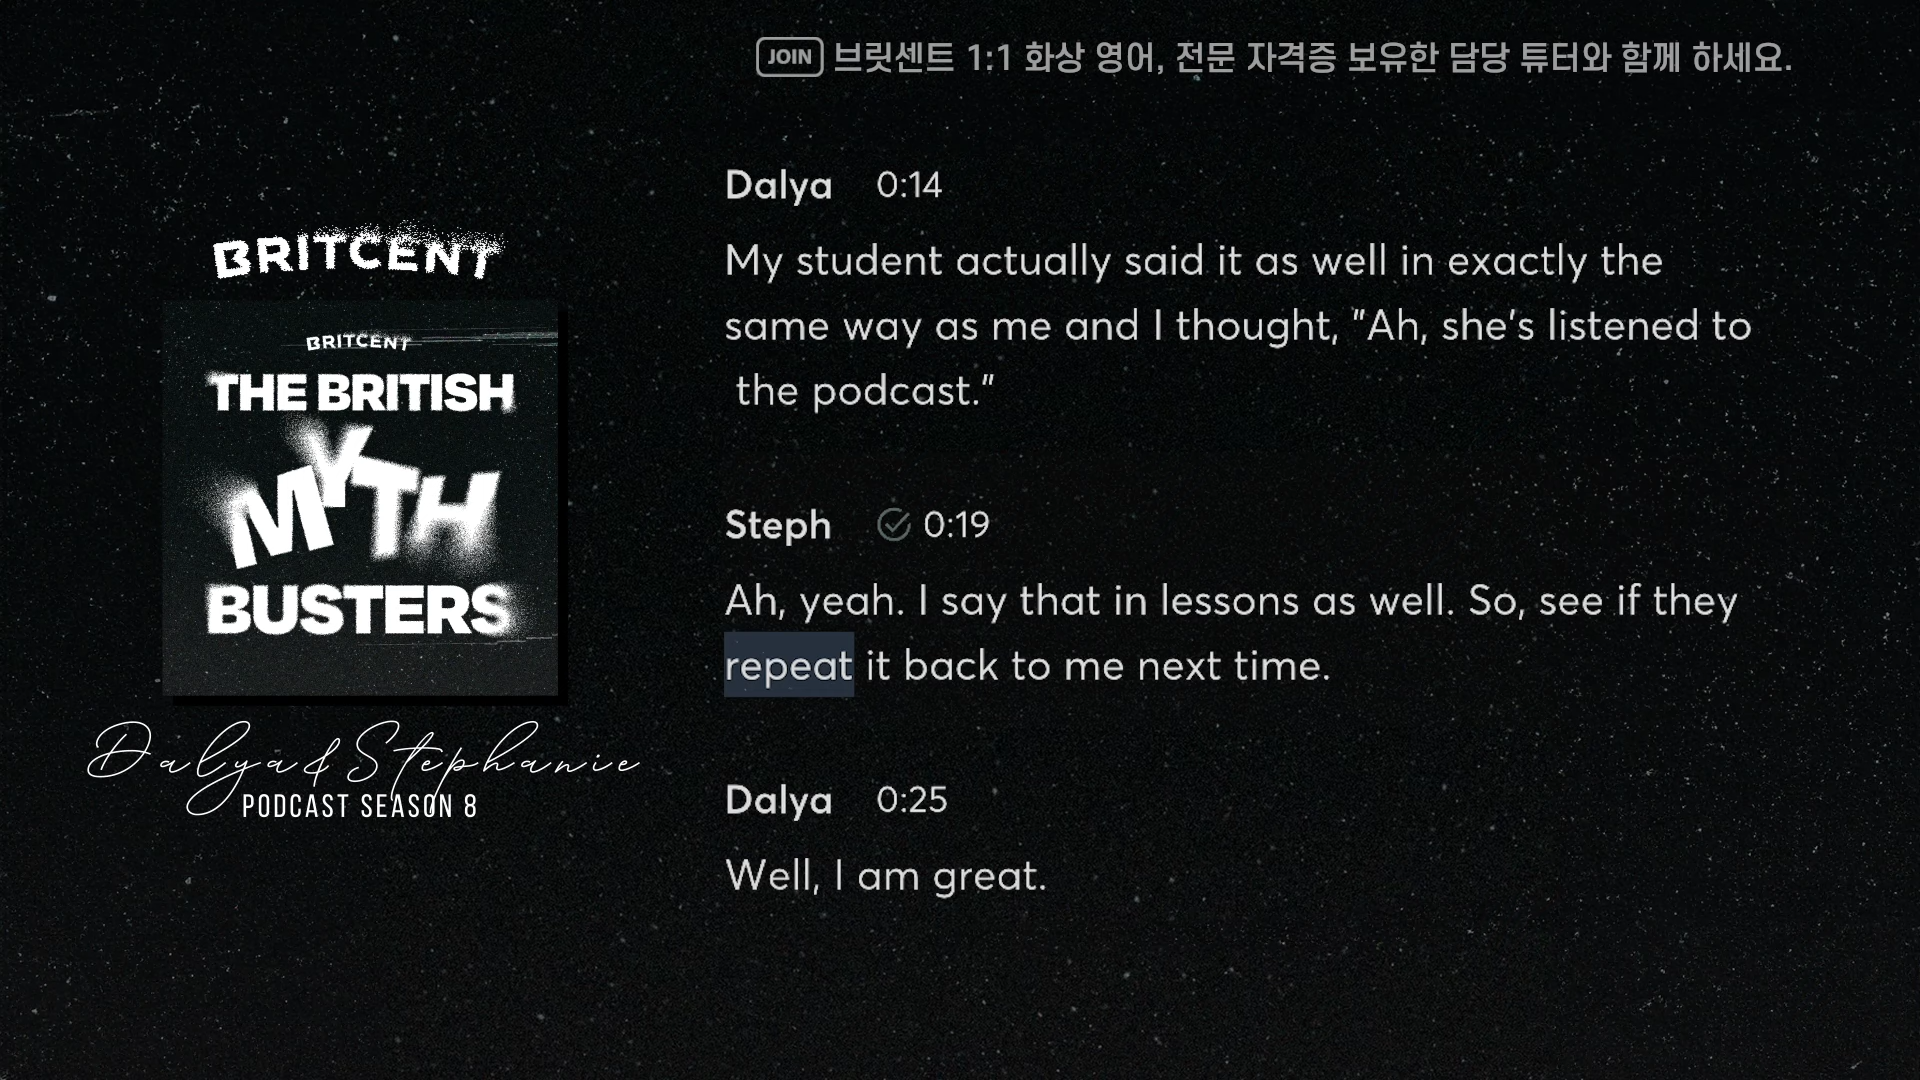 JOIN 브릿센트 1:1 화상 영어, 전문 자격증 보유한 담당 튜터와 함께 하세요.
BRITCENT
BRITCENT
THE BRITISH
MYTH
BUSTERS
Dalya & Stephanie
PODCAST SEASON 8
Dalya 0:14
My student actually said it as well in exactly the
same way as me and I thought, "Ah, she's listened to
the podcast."
Steph 0:19
Ah, yeah. I say that in lessons as well. So, see if they
repeat it back to me next time.
Dalya 0:25
Well, I am great.